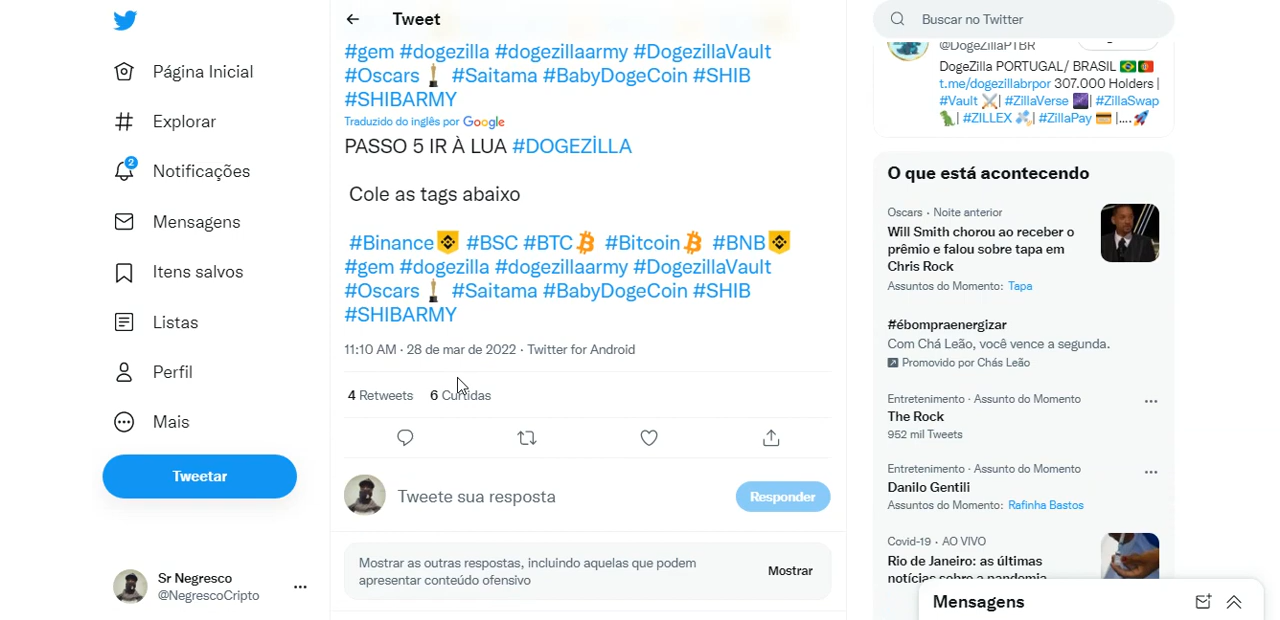 Página Inicial
Explorar
2
Notificações
Mensagens
Itens salvos
Listas
Perfil
Mais
Tweetar
Sr Negresco
@NegrescoCripto
Tweet
#gem #dogezilla #dogezillaarmy #DogezillaVault
#Oscars #Saitama #BabyDogeCoin #SHIB
#SHIBARMY
Traduzido do inglês por Google
PASSO 5 IR À LUA #DOGEZİLLA
Cole as tags abaixo
#Binance #BSC #BTC #Bitcoin #BNB
#gem #dogezilla #dogezillaarmy #DogezillaVault
#Oscars #Saitama #BabyDogeCoin #SHIB
#SHIBARMY
11:10 AM · 28 de mar de 2022 · Twitter for Android
4 Retweets 6 Curtidas
Tweete sua resposta
Responder
Mostrar as outras respostas, incluindo aquelas que podem
apresentar conteúdo ofensivo
Mostrar
Buscar no Twitter
@DogeZillaPTBR
DogeZilla PORTUGAL/ BRASIL
t.me/dogezillabrpor 307.000 Holders |
#Vault | #ZillaVerse | #ZillaSwap
| #ZILLEX | #ZillaPay |....
O que está acontecendo
Oscars · Noite anterior
Will Smith chorou ao receber o
prêmio e falou sobre tapa em
Chris Rock
Assuntos do Momento: Tapa
#ébompraenergizar
Com Chá Leão, você vence a segunda.
Promovido por Chás Leão
Entretenimento · Assunto do Momento
The Rock
952 mil Tweets
Entretenimento · Assunto do Momento
Danilo Gentili
Assuntos do Momento: Rafinha Bastos
Covid-19 · AO VIVO
Rio de Janeiro: as últimas
notícias sobre a pandemia
Mensagens